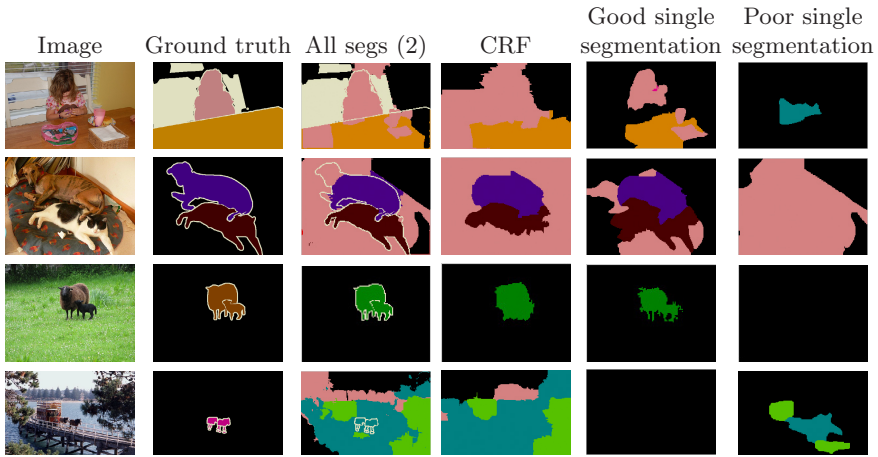 Image
Ground truth
All segs (2)
CRF
Good single
segmentation
Poor single
segmentation